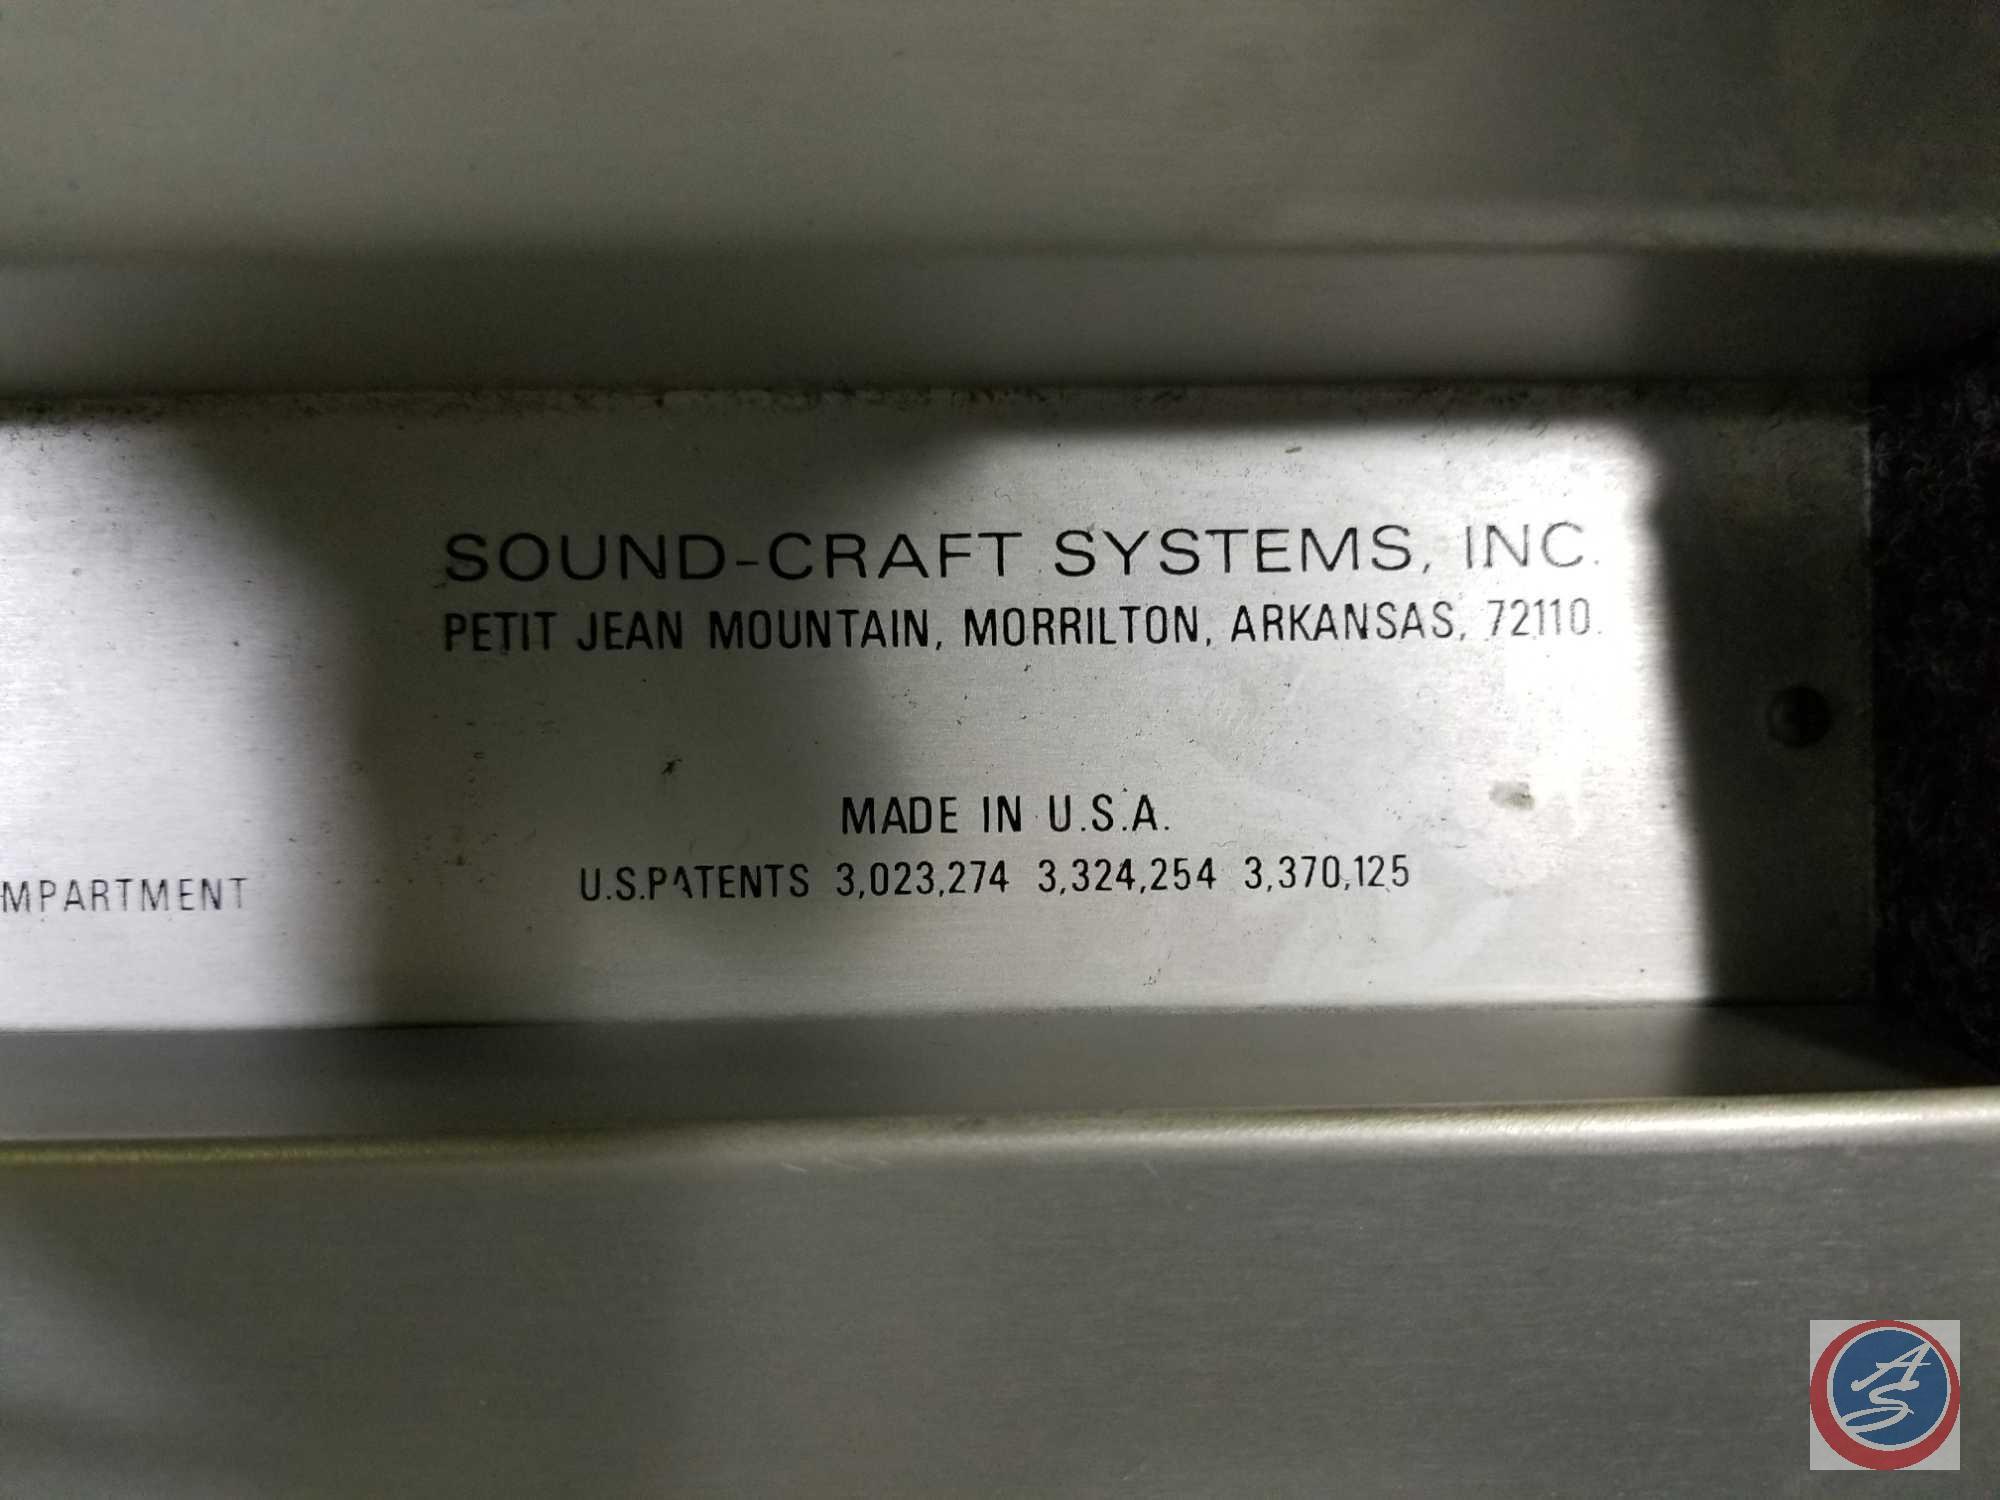 SOUND-CRAFT SYSTEMS, INC.
PETIT JEAN MOUNTAIN, MORRILTON, ARKANSAS, 72110.
MADE IN U.S.A.
MPARTMENT
U.S.PATENTS 3,023,274 3,324,254 3,370,125
AS